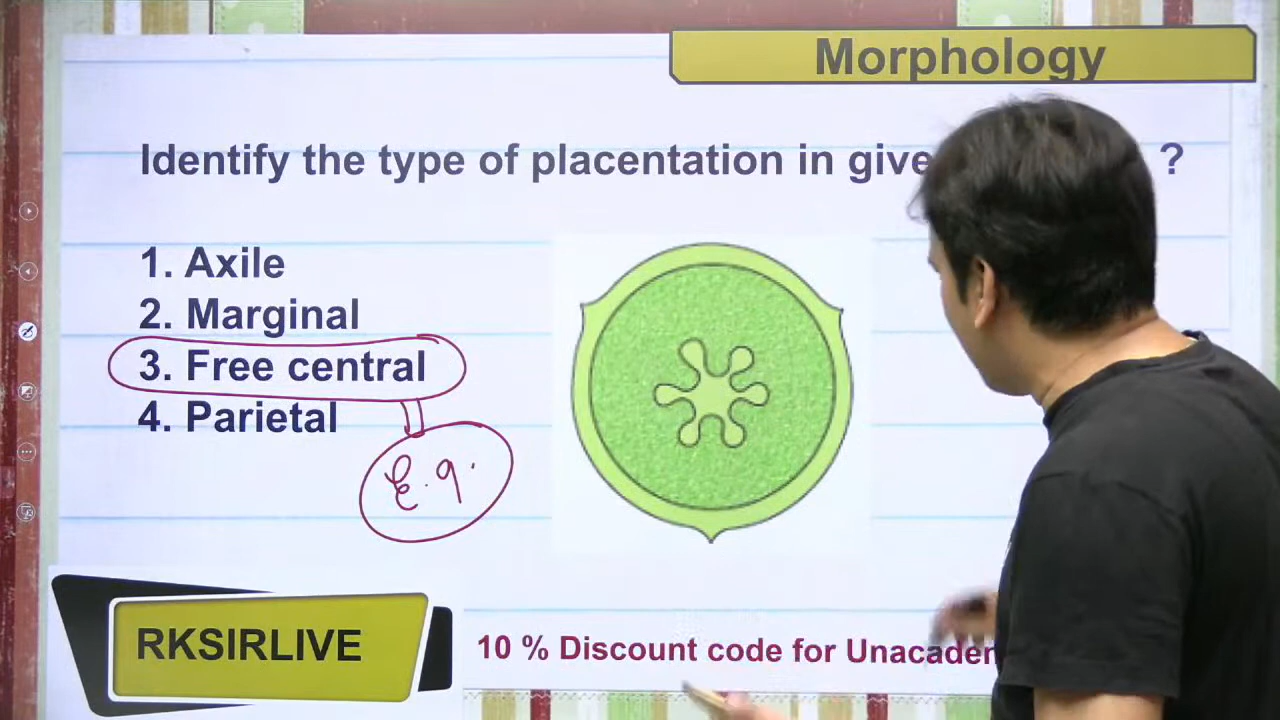 Morphology
Identify the type of placentation in give ?
1. Axile
2. Marginal
3. Free central
4. Parietal
E.g.
RKSIRLIVE
10 % Discount code for Unacadem